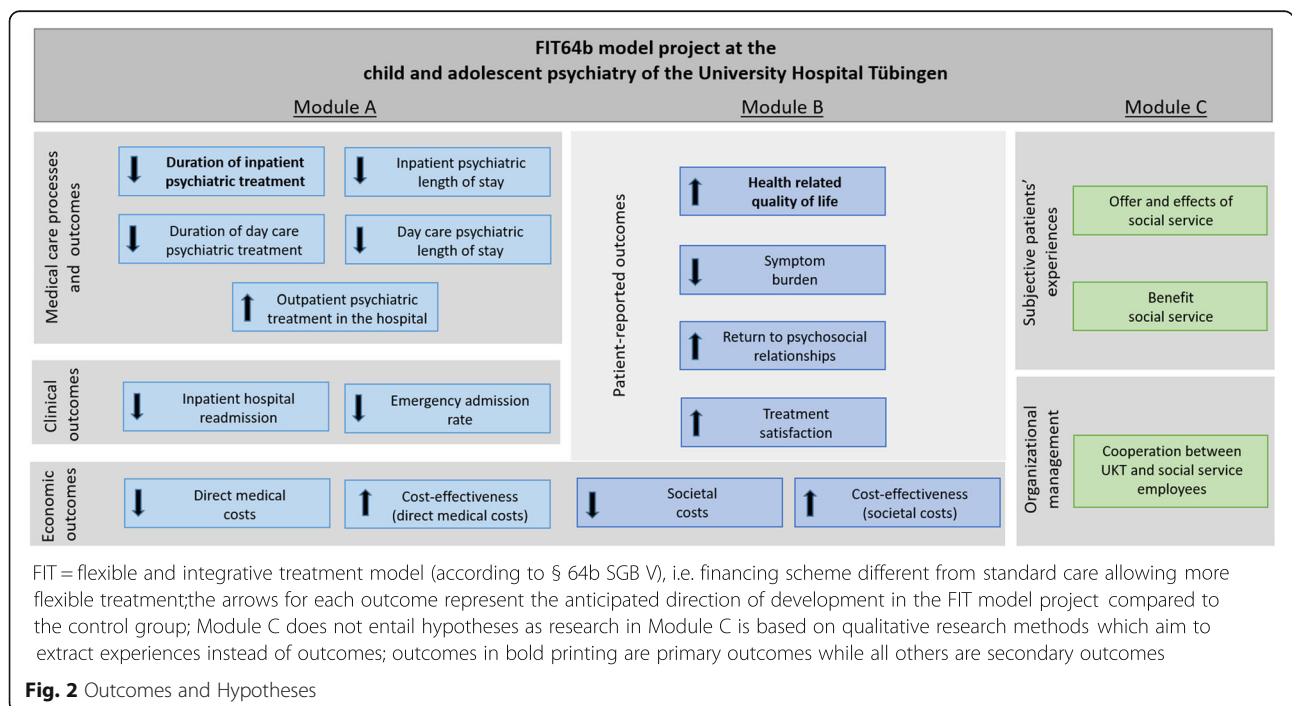 FIT64b model project at the
child and adolescent psychiatry of the University Hospital Tübingen
Module A
Module B
Module C
Medical care processes
and outcomes
Duration of inpatient
psychiatric treatment
Inpatient psychiatric
length of stay
Duration of day care
psychiatric treatment
Day care psychiatric
length of stay
Outpatient psychiatric
treatment in the hospital
Clinical
outcomes
Inpatient hospital
readmission
Emergency admission
rate
Economic
outcomes
Direct medical
costs
Cost-effectiveness
(direct medical costs)
Patient-reported outcomes
Health related
quality of life
Symptom
burden
Return to psychosocial
relationships
Treatment
satisfaction
Societal
costs
Cost-effectiveness
(societal costs)
Subjective patients'
experiences
Offer and effects of
social service
Benefit
social service
Organizational
management
Cooperation between
UKT and social service
employees
FIT = flexible and integrative treatment model (according to § 64b SGB V), i.e. financing scheme different from standard care allowing more
flexible treatment;the arrows for each outcome represent the anticipated direction of development in the FIT model project compared to
the control group; Module C does not entail hypotheses as research in Module C is based on qualitative research methods which aim to
extract experiences instead of outcomes; outcomes in bold printing are primary outcomes while all others are secondary outcomes
Fig. 2 Outcomes and Hypotheses